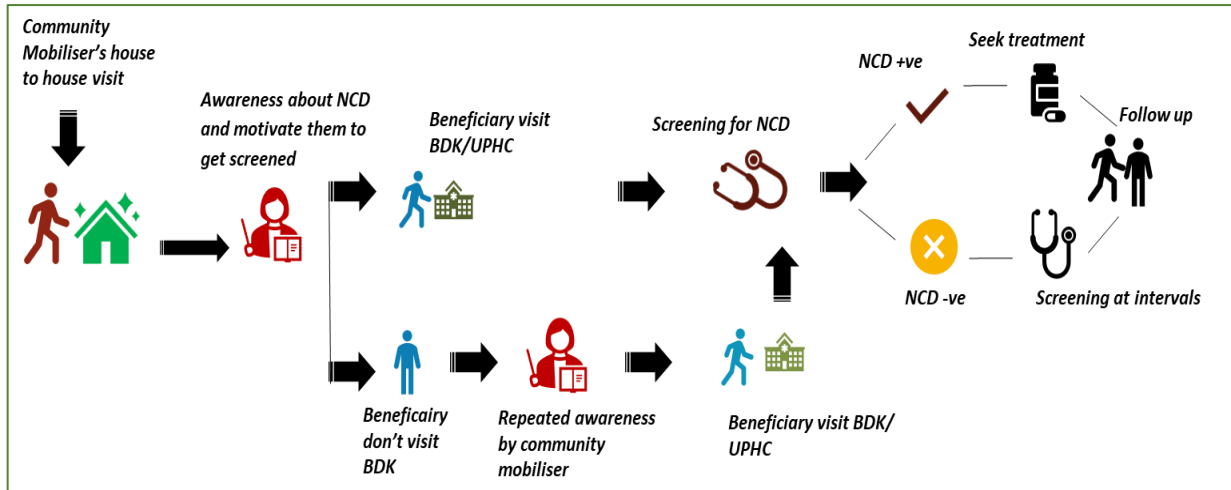 Community
Mobiliser's house
to house visit
Awareness about NCD
and motivate them to
get screened
Beneficiary visit
BDK/UPHC
Screening for NCD
NCD +ve
Seek treatment
Follow up
NCD -ve
Screening at intervals
Beneficairy
don't visit
BDK
Repeated awareness
by community
mobiliser
Beneficiary visit BDK/
UPHC